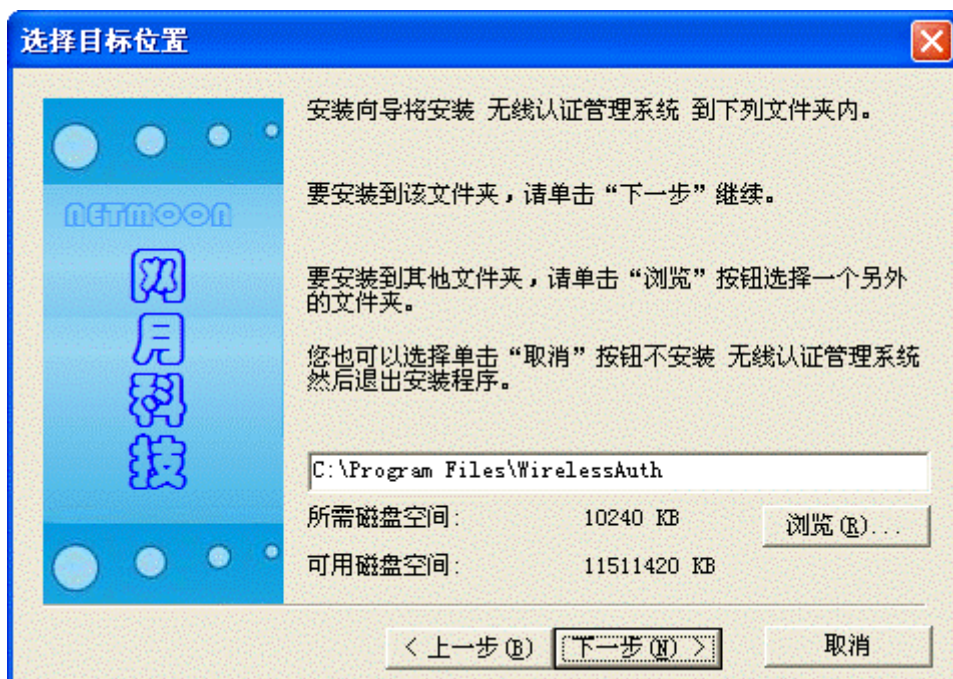 选择目标位置
安装向导将安装 无线认证管理系统 到下列文件夹内。
NETMOON
网月科技
要安装到该文件夹，请单击“下一步”继续。
要安装到其他文件夹，请单击“浏览”按钮选择一个另外
的文件夹。
您也可以选择单击“取消”按钮不安装 无线认证管理系统
然后退出安装程序。
C:\Program Files\WirelessAuth
所需磁盘空间: 10240 KB
浏览(R)...
可用磁盘空间: 11511420 KB
< 上一步(B) 下一步(N) > 取消